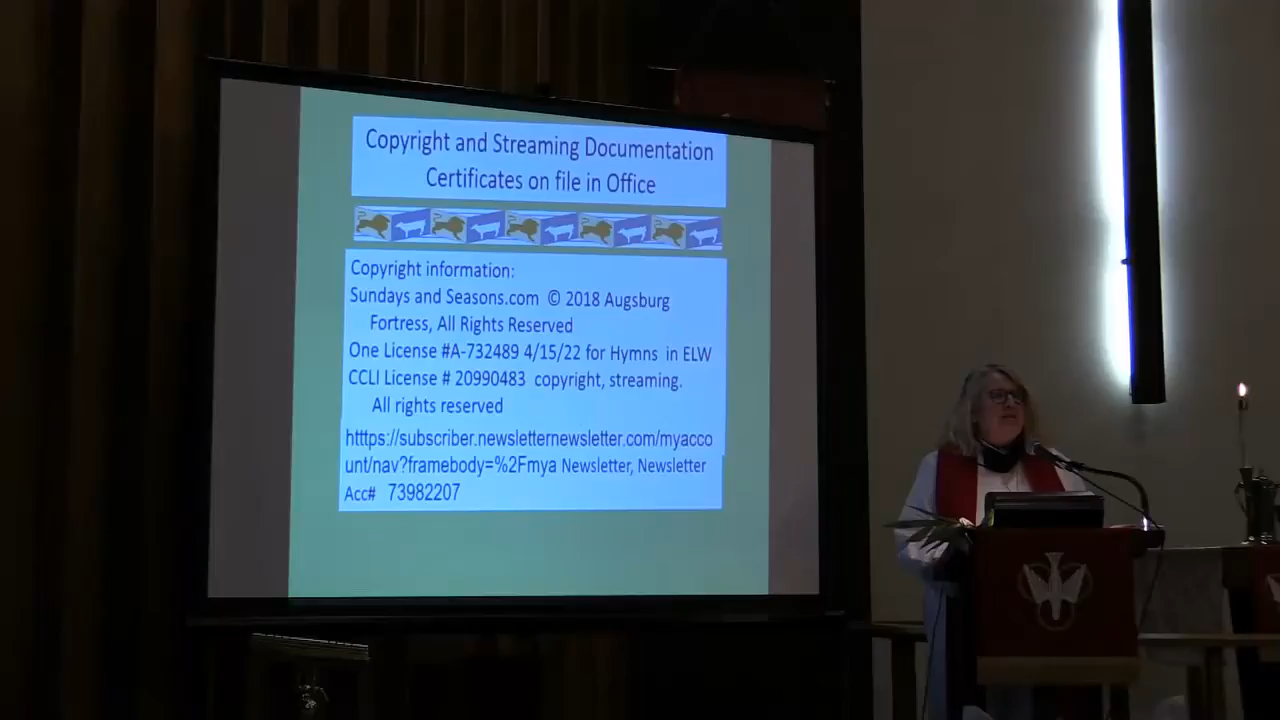 Copyright and Streaming Documentation
Certificates on file in Office
Copyright information:
Sundays and Seasons.com © 2018 Augsburg
Fortress, All Rights Reserved
One License #A-732489 4/15/22 for Hymns in ELW
CCLI License # 20990483 copyright, streaming.
All rights reserved
htttps://subscriber.newsletternewsletter.com/myacco
unt/nav?framebody=%2Fmya Newsletter, Newsletter
Acc# 73982207